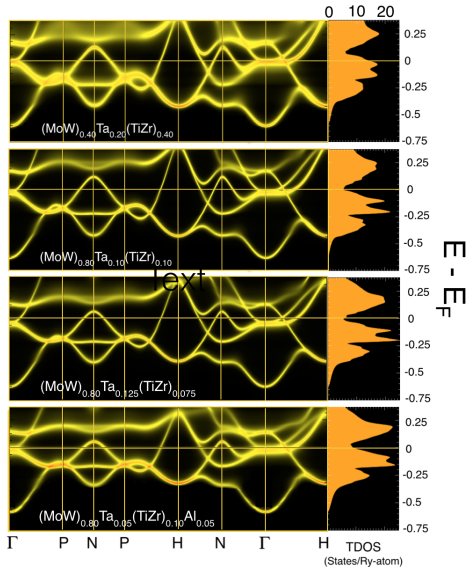 0 10 20
0.25
0
-0.25
-0.5
-0.75
(MoW)0.40Ta0.20(TiZr)0.40
0.25
0
-0.25
-0.5
-0.75
(MoW)0.80Ta0.10(TiZr)0.10
Text
E - EF
0.25
0
-0.25
-0.5
-0.75
(MoW)0.80Ta0.125(TiZr)0.075
0.25
0
-0.25
-0.5
-0.75
(MoW)0.80Ta0.05(TiZr)0.10Al0.05
Γ P N P H N Γ H
TDOS
(States/Ry-atom)